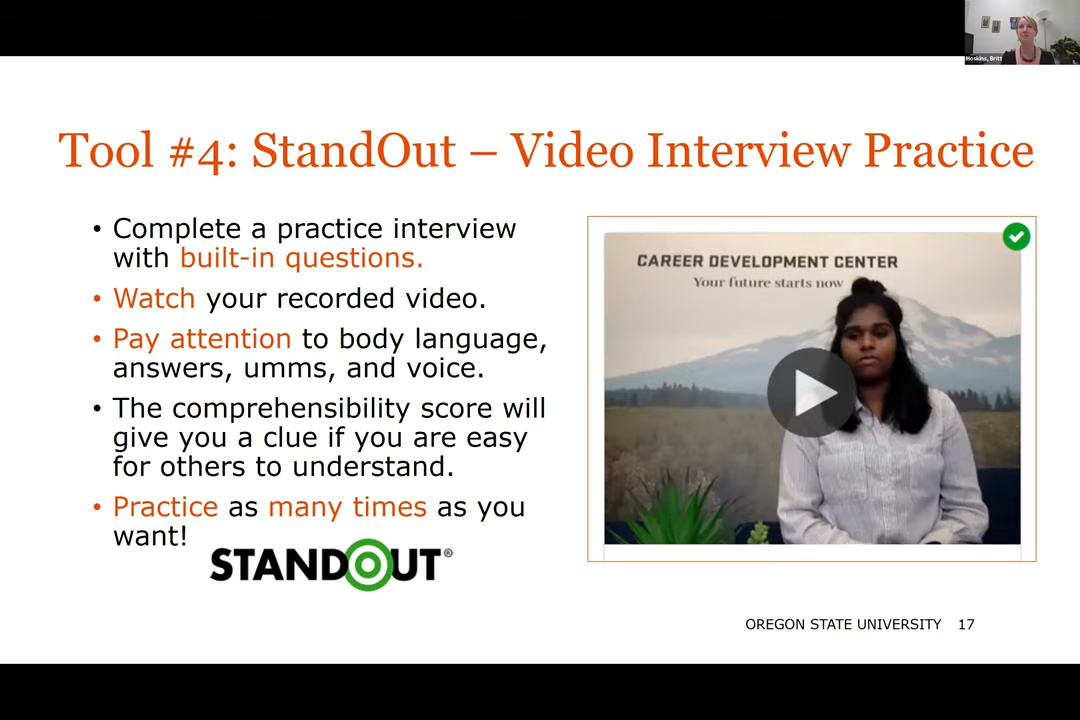 Hoskins, Britt
Tool #4: StandOut – Video Interview Practice
• Complete a practice interview
with built-in questions.
• Watch your recorded video.
• Pay attention to body language,
answers, umms, and voice.
• The comprehensibility score will
give you a clue if you are easy
for others to understand.
• Practice as many times as you
want!
STANDOUT®
CAREER DEVELOPMENT CENTER
Your future starts now
OREGON STATE UNIVERSITY 17